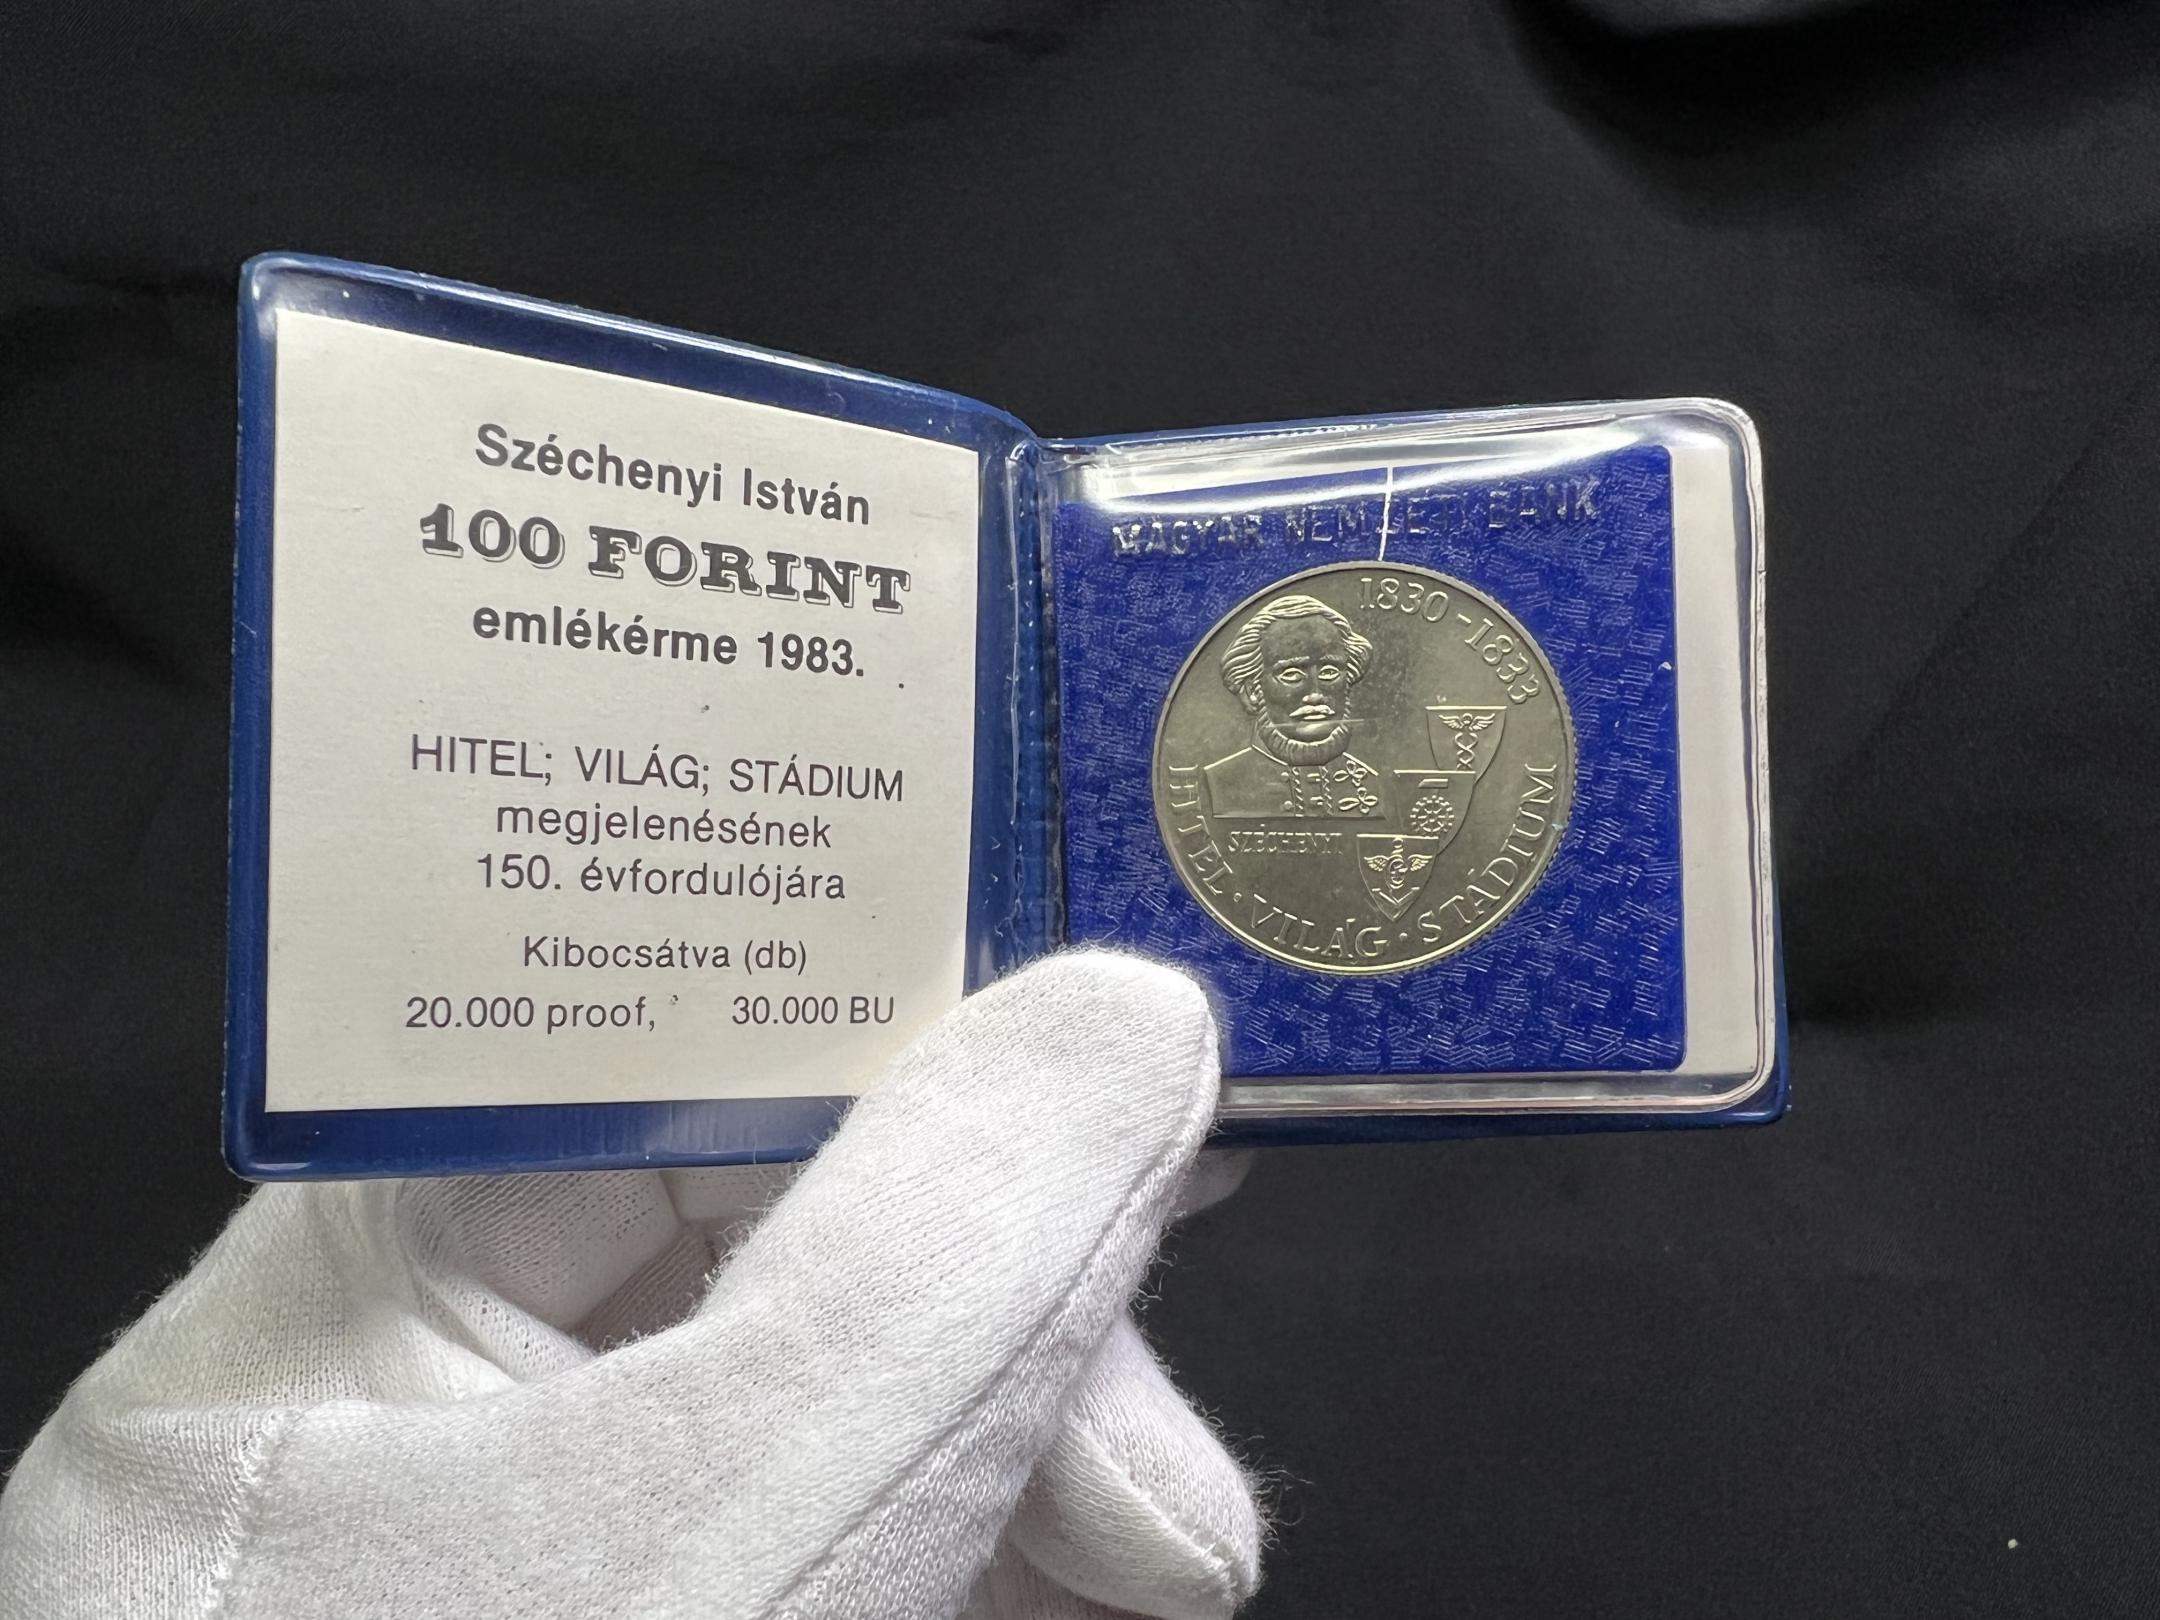 Széchenyi István
100 FORINT
emlékérme 1983.
HITEL; VILÁG; STÁDIUM
megjelenésének
150. évfordulójára
Kibocsátva (db)
20.000 proof, 30.000 BU
MAGYAR NEMZETI BANK
1830-1833
SZÉCHENYI
HITEL · VILÁG · STÁDIUM